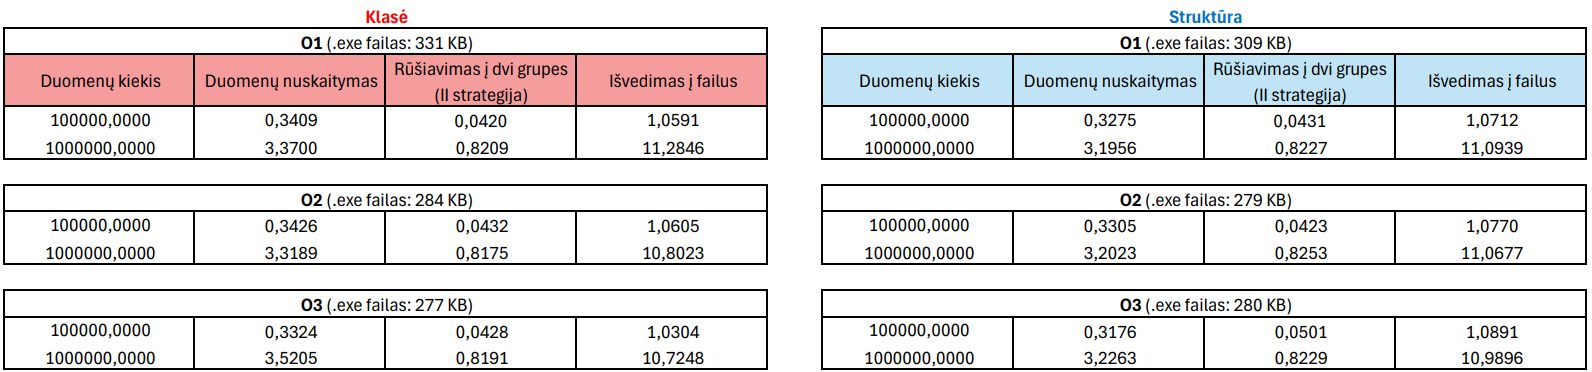 Klasė
O1 (.exe failas: 331 KB)
Duomenų kiekis Duomenų nuskaitymas Rūšiavimas į dvi grupes (II strategija) Išvedimas į failus
100000,0000 0,3409 0,0420 1,0591
1000000,0000 3,3700 0,8209 11,2846
O2 (.exe failas: 284 KB)
100000,0000 0,3426 0,0432 1,0605
1000000,0000 3,3189 0,8175 10,8023
O3 (.exe failas: 277 KB)
100000,0000 0,3324 0,0428 1,0304
1000000,0000 3,5205 0,8191 10,7248
Struktūra
O1 (.exe failas: 309 KB)
Duomenų kiekis Duomenų nuskaitymas Rūšiavimas į dvi grupes (II strategija) Išvedimas į failus
100000,0000 0,3275 0,0431 1,0712
1000000,0000 3,1956 0,8227 11,0939
O2 (.exe failas: 279 KB)
100000,0000 0,3305 0,0423 1,0770
1000000,0000 3,2023 0,8253 11,0677
O3 (.exe failas: 280 KB)
100000,0000 0,3176 0,0501 1,0891
1000000,0000 3,2263 0,8229 10,9896